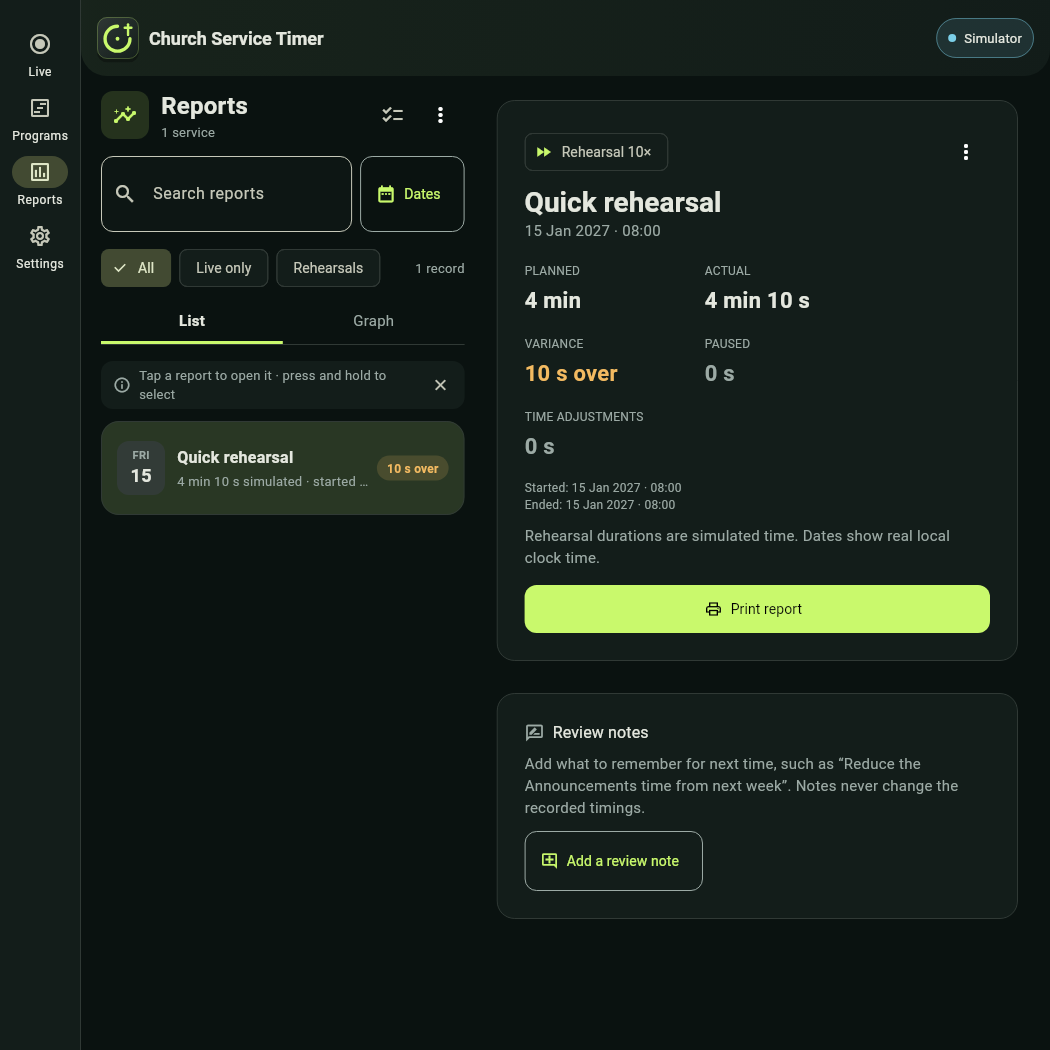 Live
Programs
Reports
Settings
Church Service Timer
Simulator
Reports
1 service
Search reports
Dates
All
Live only
Rehearsals
1 record
List
Graph
Tap a report to open it · press and hold to
select
FRI
15
Quick rehearsal
4 min 10 s simulated · started …
10 s over
Rehearsal 10×
Quick rehearsal
15 Jan 2027 · 08:00
PLANNED
4 min
ACTUAL
4 min 10 s
VARIANCE
10 s over
PAUSED
0 s
TIME ADJUSTMENTS
0 s
Started: 15 Jan 2027 · 08:00
Ended: 15 Jan 2027 · 08:00
Rehearsal durations are simulated time. Dates show real local
clock time.
Print report
Review notes
Add what to remember for next time, such as “Reduce the
Announcements time from next week”. Notes never change the
recorded timings.
Add a review note